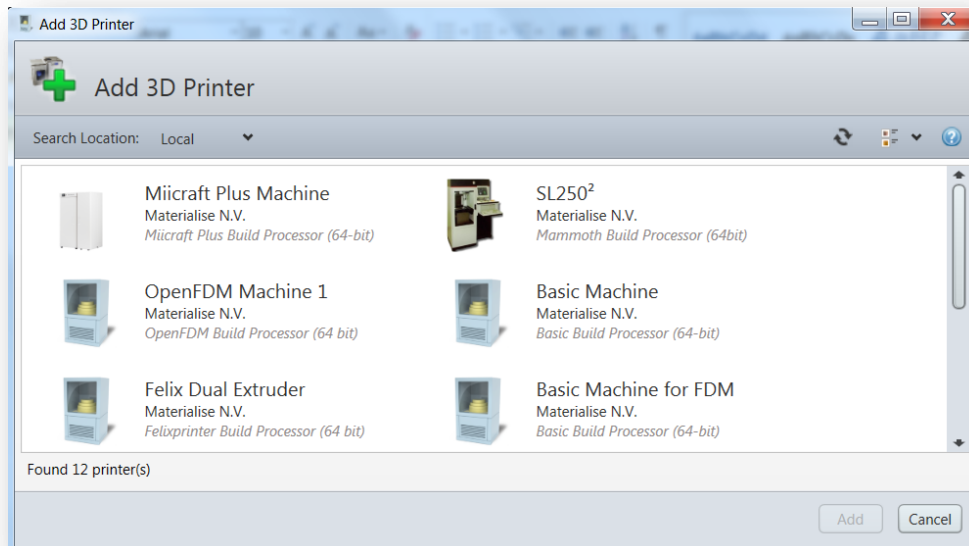 Add 3D Printer
Add 3D Printer
Search Location: Local
Miicraft Plus Machine
Materialise N.V.
Miicraft Plus Build Processor (64-bit)
SL250²
Materialise N.V.
Mammoth Build Processor (64bit)
OpenFDM Machine 1
Materialise N.V.
OpenFDM Build Processor (64 bit)
Basic Machine
Materialise N.V.
Basic Build Processor (64-bit)
Felix Dual Extruder
Materialise N.V.
Felixprinter Build Processor (64 bit)
Basic Machine for FDM
Materialise N.V.
Basic Build Processor (64-bit)
Found 12 printer(s)
Add
Cancel